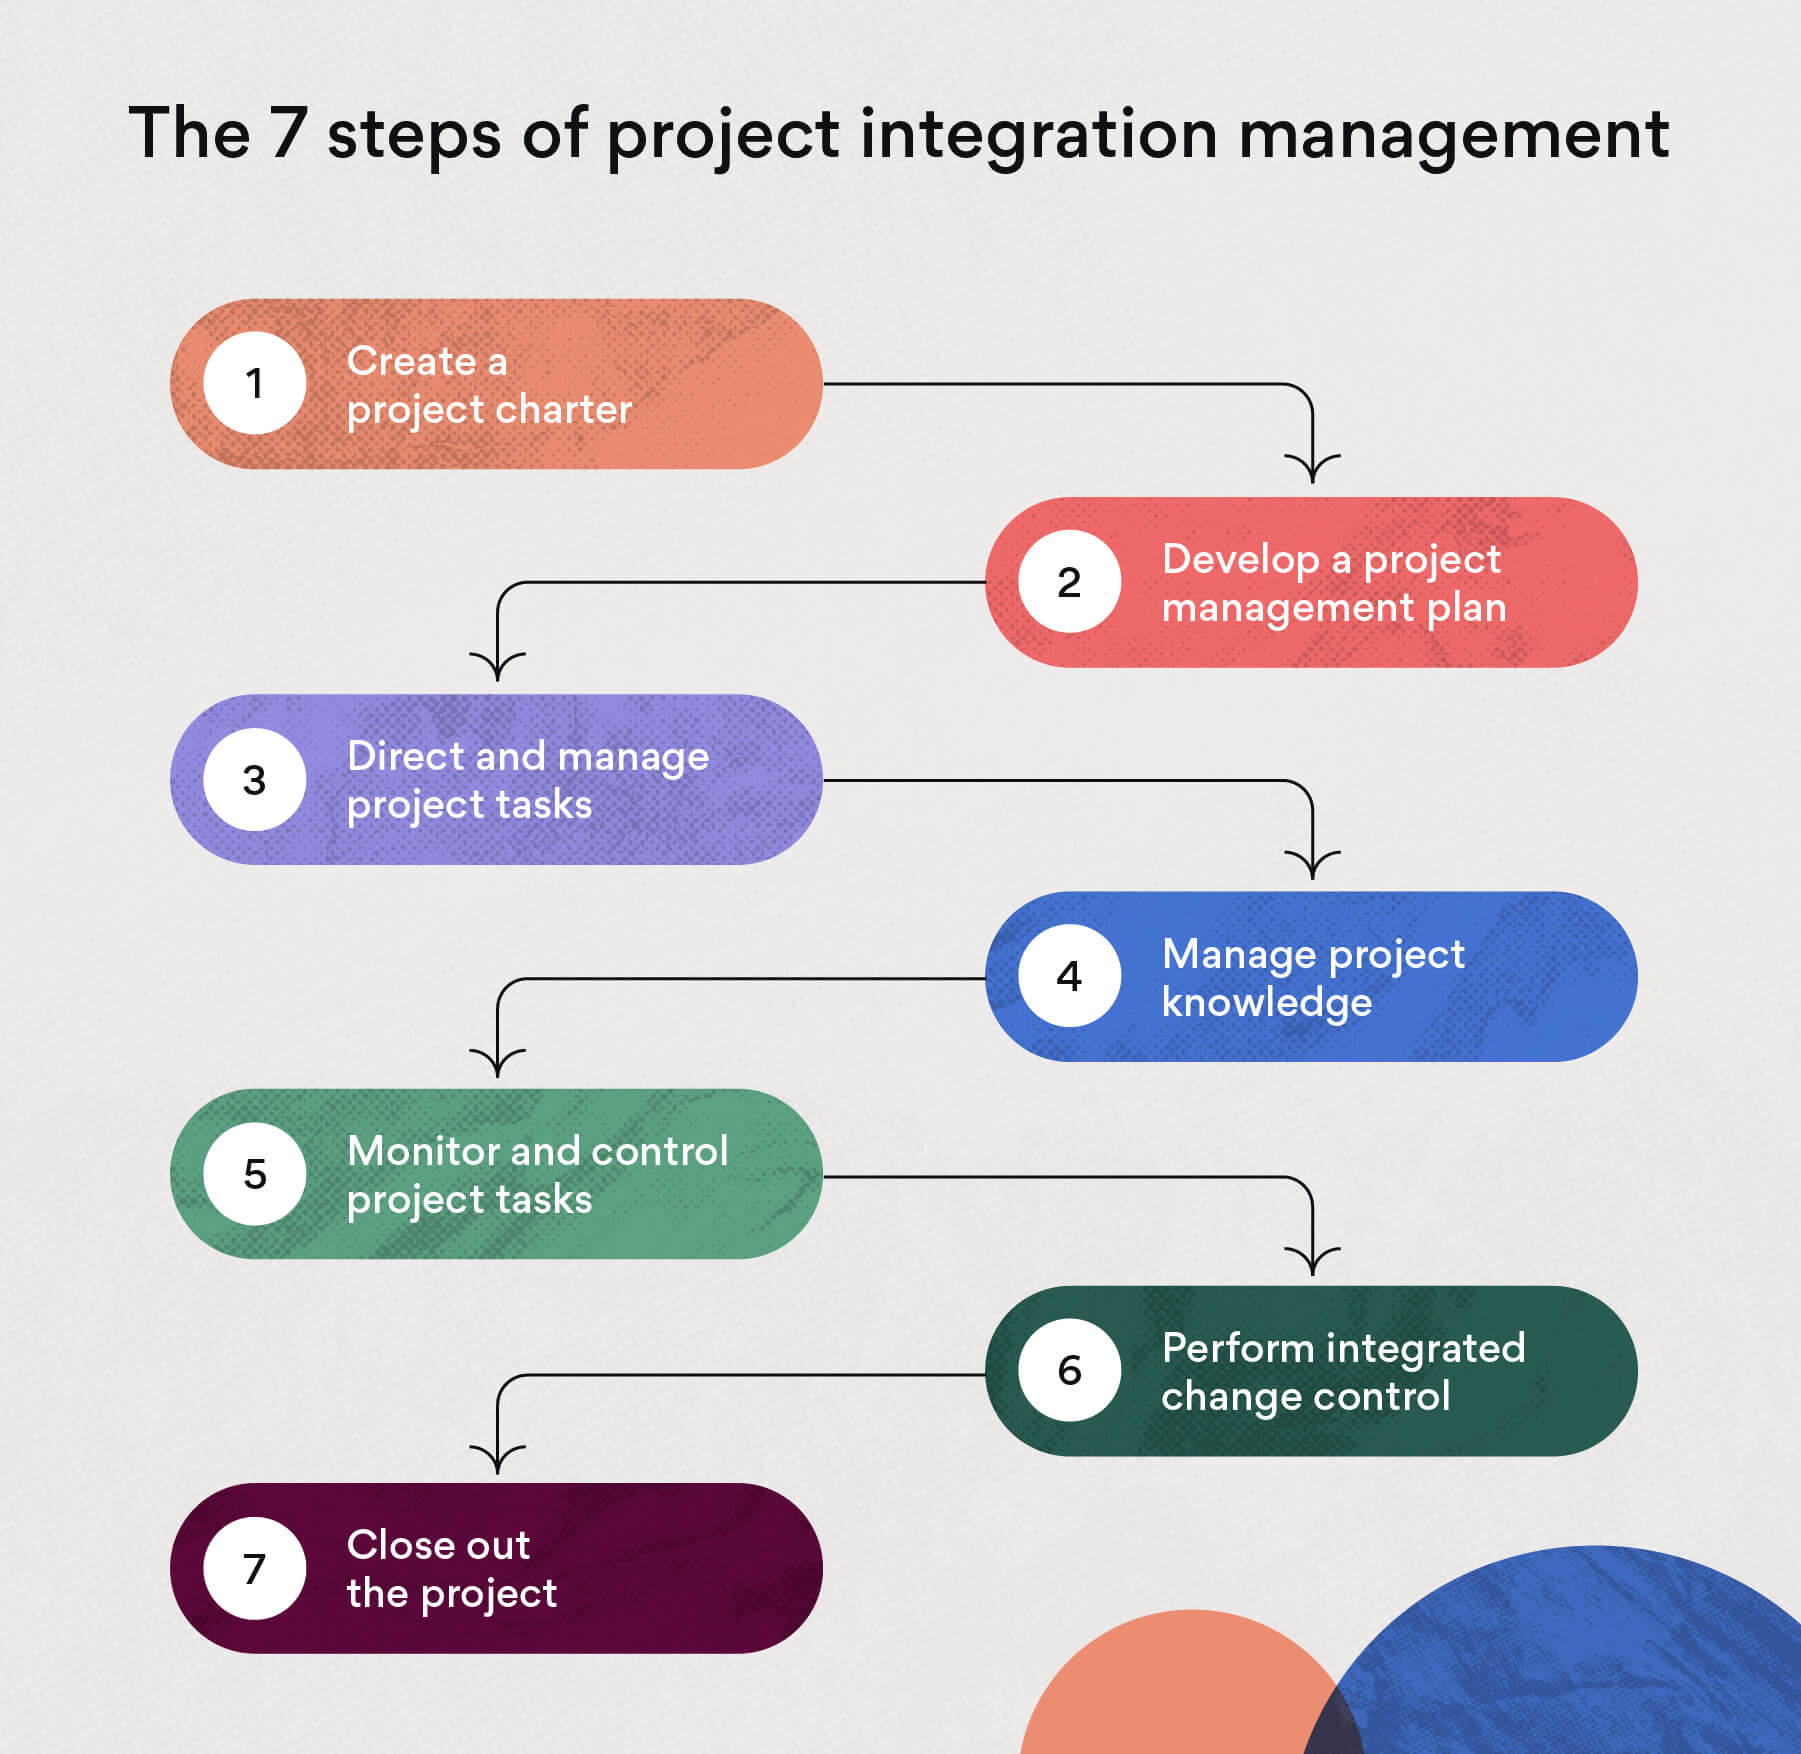 The 7 steps of project integration management
1
Create a
project charter
2
Develop a project
management plan
3
Direct and manage
project tasks
4
Manage project
knowledge
5
Monitor and control
project tasks
6
Perform integrated
change control
7
Close out
the project